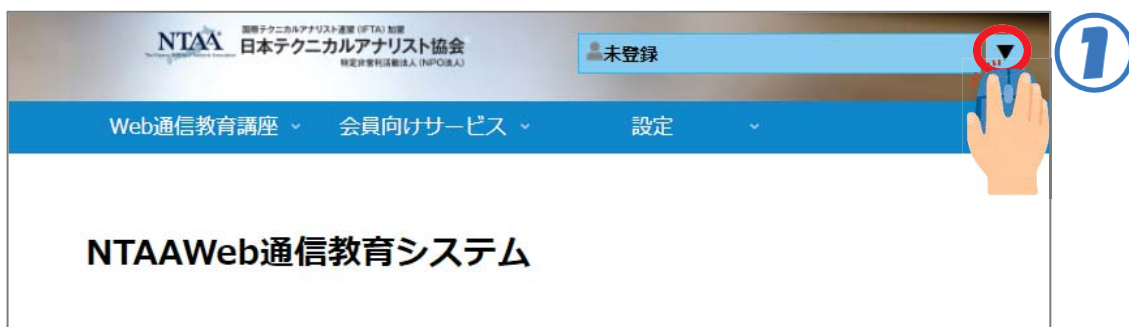 国際テクニカルアナリスト連盟 (IFTA) 加盟
NTAA 日本テクニカルアナリスト協会
特定非営利活動法人 (NPO法人)
未登録 ▼
1
Web通信教育講座 会員向けサービス 設定
NTAAWeb通信教育システム